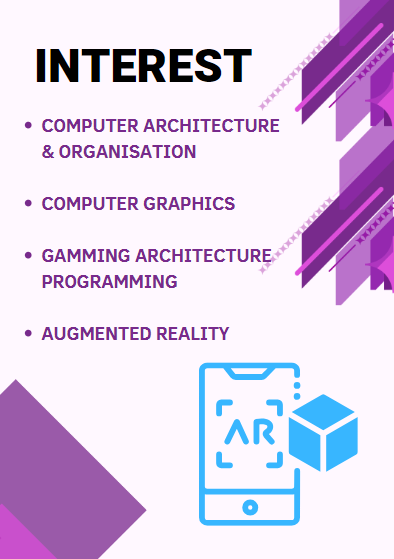 INTEREST
• COMPUTER ARCHITECTURE
& ORGANISATION
• COMPUTER GRAPHICS
• GAMMING ARCHITECTURE
PROGRAMMING
• AUGMENTED REALITY
AR